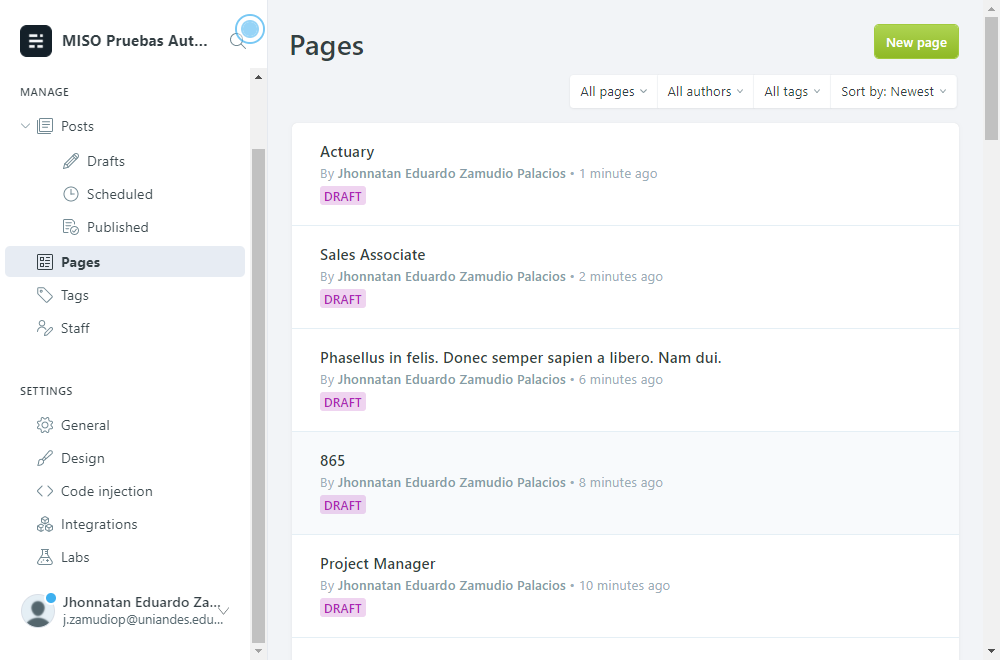 MISO Pruebas Aut...
MANAGE
Posts
Drafts
Scheduled
Published
Pages
Tags
Staff
SETTINGS
General
Design
Code injection
Integrations
Labs
Jhonnatan Eduardo Za...
j.zamudiop@uniandes.edu...
Pages
New page
All pages
All authors
All tags
Sort by: Newest
Actuary
By Jhonnatan Eduardo Zamudio Palacios • 1 minute ago
DRAFT
Sales Associate
By Jhonnatan Eduardo Zamudio Palacios • 2 minutes ago
DRAFT
Phasellus in felis. Donec semper sapien a libero. Nam dui.
By Jhonnatan Eduardo Zamudio Palacios • 6 minutes ago
DRAFT
865
By Jhonnatan Eduardo Zamudio Palacios • 8 minutes ago
DRAFT
Project Manager
By Jhonnatan Eduardo Zamudio Palacios • 10 minutes ago
DRAFT